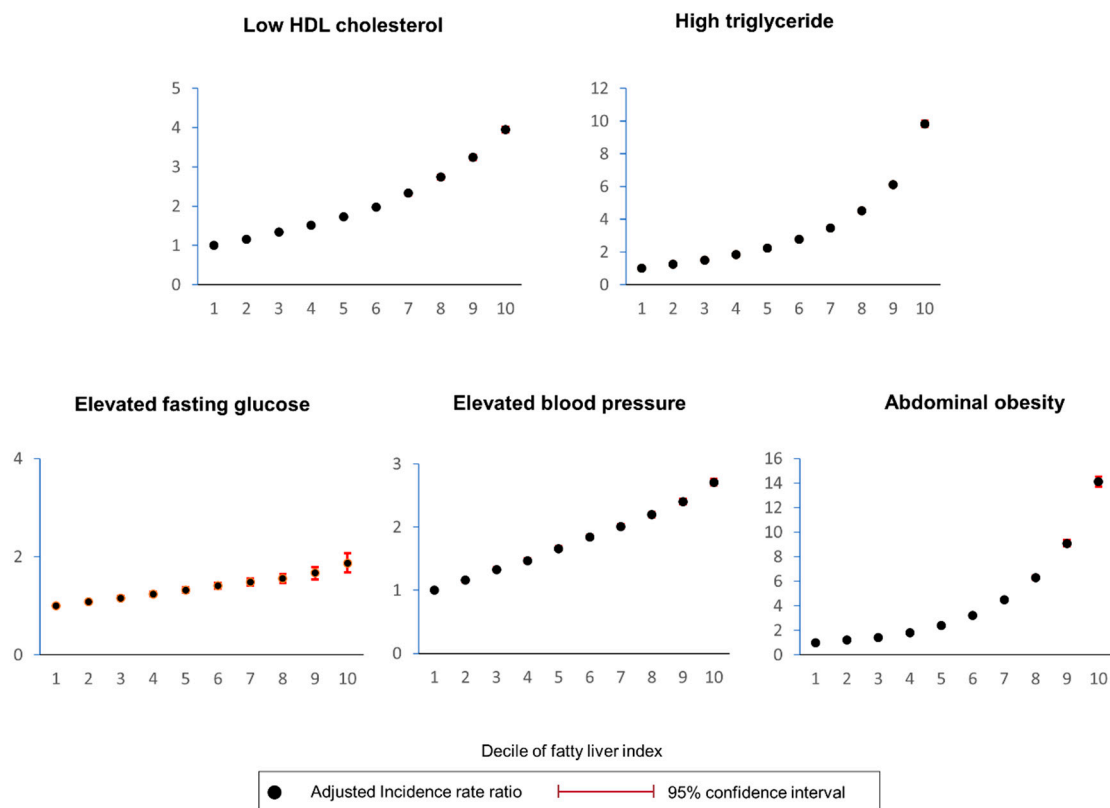 Low HDL cholesterol
High triglyceride
5
4
3
2
1
0
1 2 3 4 5 6 7 8 9 10
12
10
8
6
4
2
0
1 2 3 4 5 6 7 8 9 10
Elevated fasting glucose
Elevated blood pressure
Abdominal obesity
4
2
0
1 2 3 4 5 6 7 8 9 10
3
2
1
0
1 2 3 4 5 6 7 8 9 10
16
14
12
10
8
6
4
2
0
1 2 3 4 5 6 7 8 9 10
Decile of fatty liver index
Adjusted Incidence rate ratio
95% confidence interval